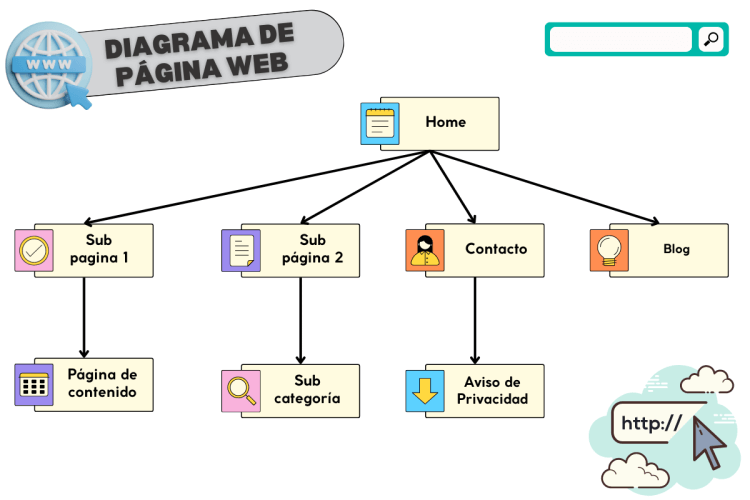 WWW
DIAGRAMA DE
PÁGINA WEB
Home
Sub
pagina 1
Sub
página 2
Contacto
Blog
Página de
contenido
Sub
categoría
Aviso de
Privacidad
http://